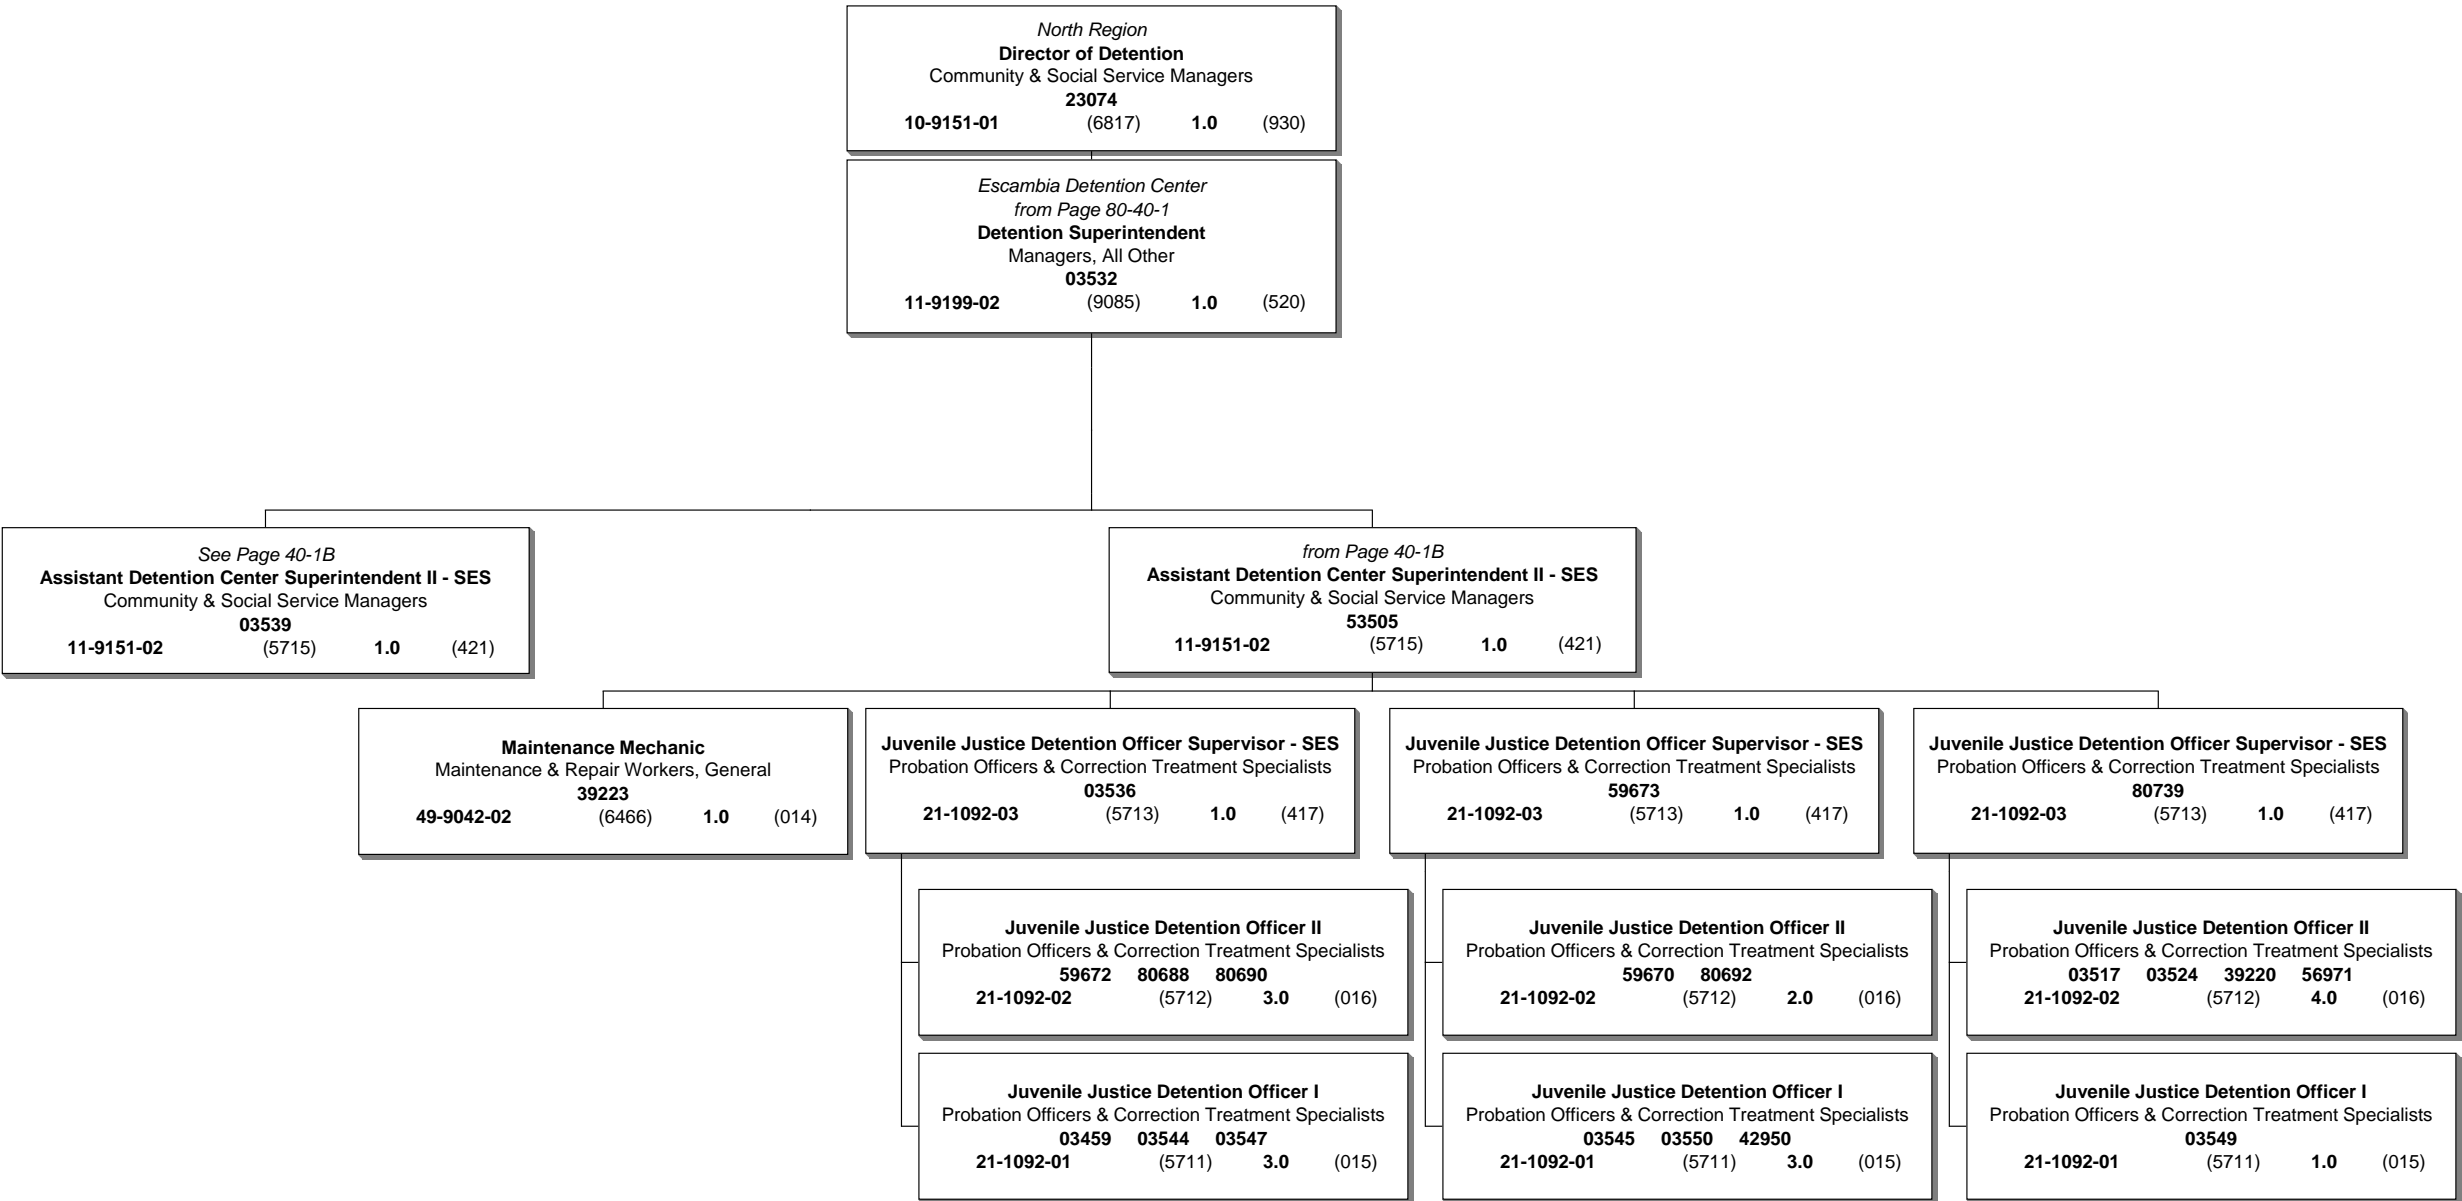 North Region
Director of Detention
Community & Social Service Managers
23074
10-9151-01 (6817) 1.0 (930)
Escambia Detention Center
from Page 80-40-1
Detention Superintendent
Managers, All Other
03532
11-9199-02 (9085) 1.0 (520)
See Page 40-1B
Assistant Detention Center Superintendent II - SES
Community & Social Service Managers
03539
11-9151-02 (5715) 1.0 (421)
from Page 40-1B
Assistant Detention Center Superintendent II - SES
Community & Social Service Managers
53505
11-9151-02 (5715) 1.0 (421)
Maintenance Mechanic
Maintenance & Repair Workers, General
39223
49-9042-02 (6466) 1.0 (014)
Juvenile Justice Detention Officer Supervisor - SES
Probation Officers & Correction Treatment Specialists
03536
21-1092-03 (5713) 1.0 (417)
Juvenile Justice Detention Officer II
Probation Officers & Correction Treatment Specialists
59672 80688 80690
21-1092-02 (5712) 3.0 (016)
Juvenile Justice Detention Officer I
Probation Officers & Correction Treatment Specialists
03459 03544 03547
21-1092-01 (5711) 3.0 (015)
Juvenile Justice Detention Officer Supervisor - SES
Probation Officers & Correction Treatment Specialists
59673
21-1092-03 (5713) 1.0 (417)
Juvenile Justice Detention Officer II
Probation Officers & Correction Treatment Specialists
59670 80692
21-1092-02 (5712) 2.0 (016)
Juvenile Justice Detention Officer I
Probation Officers & Correction Treatment Specialists
03545 03550 42950
21-1092-01 (5711) 3.0 (015)
Juvenile Justice Detention Officer Supervisor - SES
Probation Officers & Correction Treatment Specialists
80739
21-1092-03 (5713) 1.0 (417)
Juvenile Justice Detention Officer II
Probation Officers & Correction Treatment Specialists
03517 03524 39220 56971
21-1092-02 (5712) 4.0 (016)
Juvenile Justice Detention Officer I
Probation Officers & Correction Treatment Specialists
03549
21-1092-01 (5711) 1.0 (015)